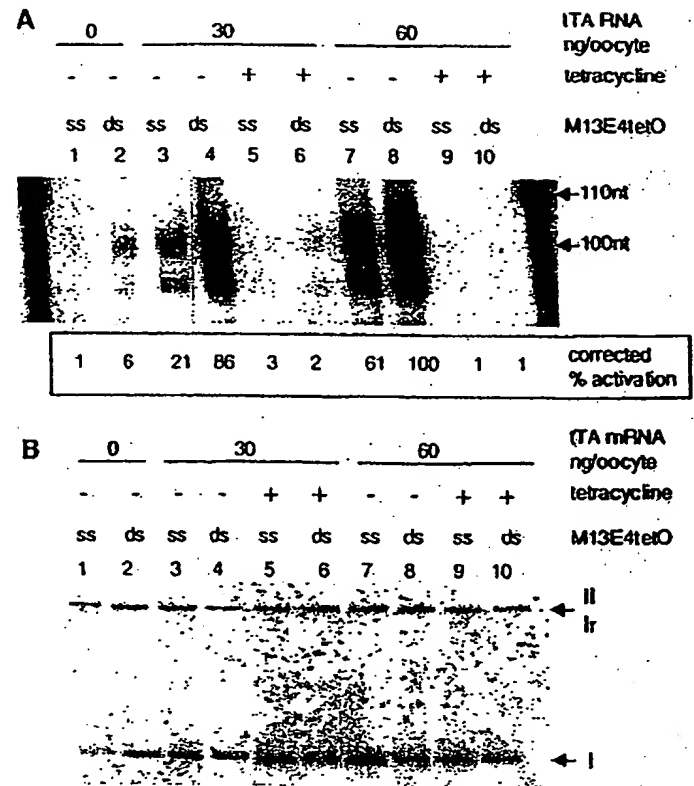 A
0 30 60 tTA RNA
ng/oocyte
- - - - + + - - + + tetracycline
ss ds ss ds ss ds ss ds ss ds M13E4tetO
1 2 3 4 5 6 7 8 9 10
110nt
100nt
1 6 21 86 3 2 61 100 1 1 corrected
% activation
B
0 30 60 tTA mRNA
ng/oocyte
- - - - + + - - + + tetracycline
ss ds ss ds ss ds ss ds ss ds M13E4tetO
1 2 3 4 5 6 7 8 9 10
II
Ir
I